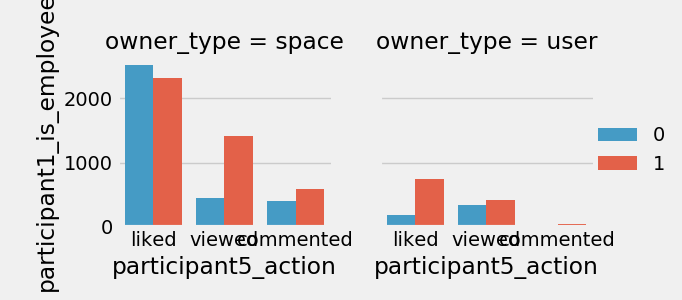 owner_type = space
owner_type = user
participant1_is_employee
2000
1000
0
liked
viewed
commented
liked
viewed
commented
participant5_action
participant5_action
0
1